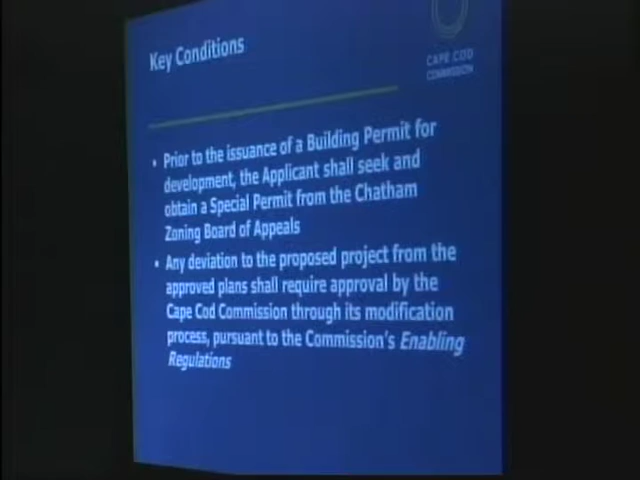 Key Conditions
CAPE COD
COMMISSION
• Prior to the issuance of a Building Permit for
development, the Applicant shall seek and
obtain a Special Permit from the Chatham
Zoning Board of Appeals
• Any deviation to the proposed project from the
approved plans shall require approval by the
Cape Cod Commission through its modification
process, pursuant to the Commission's Enabling
Regulations